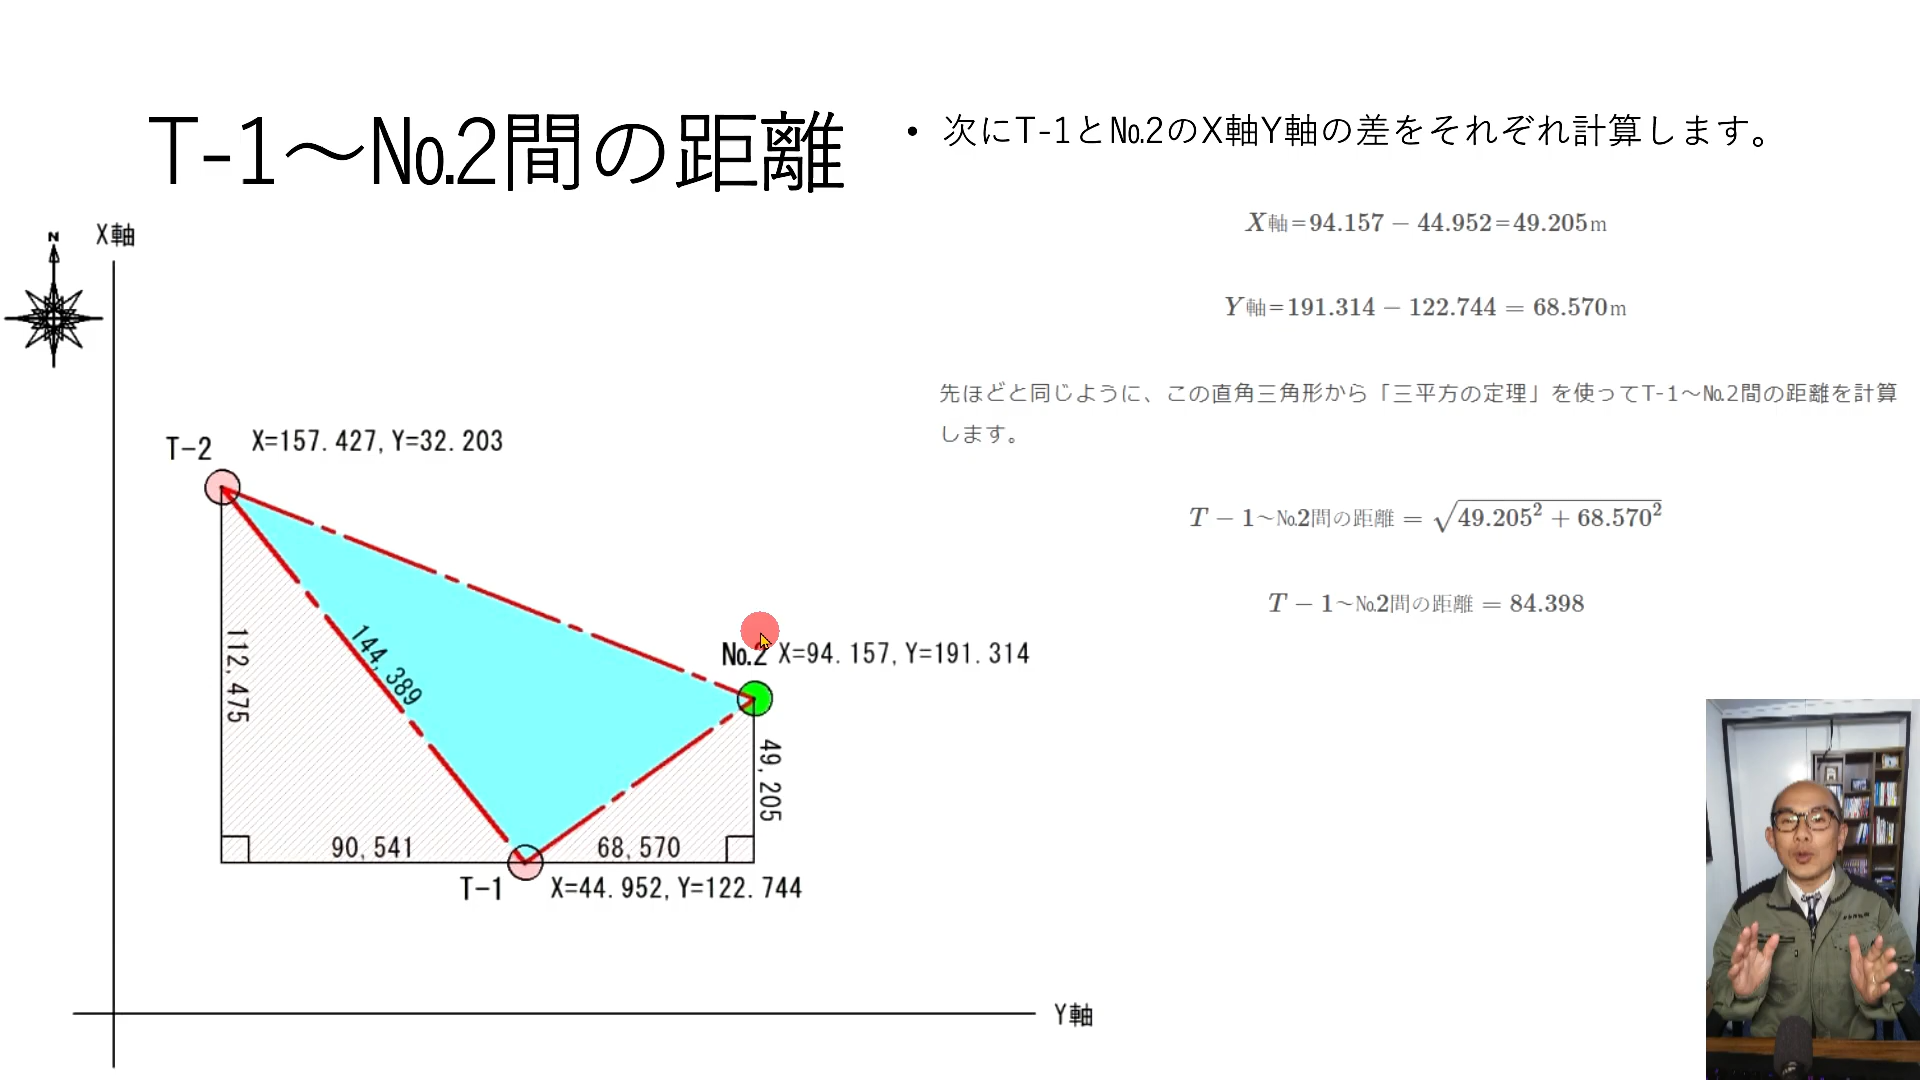 T-1～№.2間の距離
• 次にT-1と№.2のX軸Y軸の差をそれぞれ計算します。
X軸=94.157 − 44.952=49.205m
Y軸=191.314 − 122.744 = 68.570m
先ほどと同じように、この直角三角形から「三平方の定理」を使ってT-1～№.2間の距離を計算
します。
T − 1～№.2間の距離 = √49.205² + 68.570²
T − 1～№.2間の距離 = 84.398
N
X軸
T-2 X=157.427,Y=32.203
112,475
144,389
No.2 X=94.157,Y=191.314
49,205
90,541
68,570
T-1 X=44.952,Y=122.744
Y軸